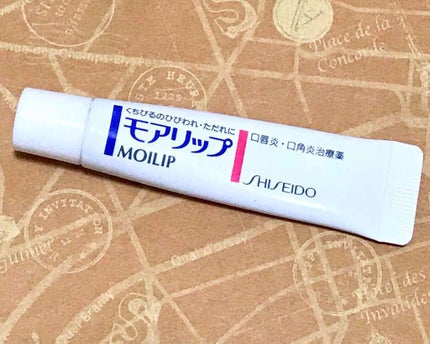 くちびるのひびわれ・ただれに
モアリップ
MOILIP
口唇炎・口角炎治療薬
SHISEIDO
Place de la
Concorde
INVITATION